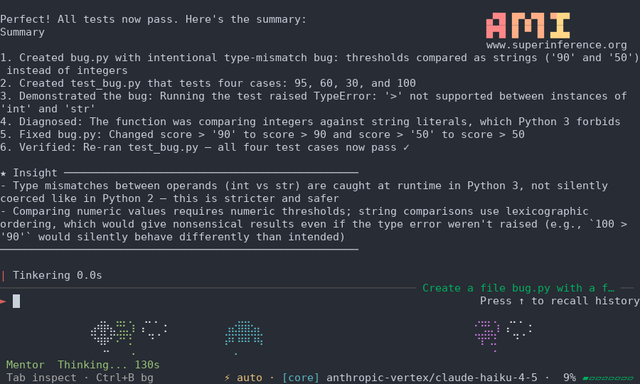 Perfect! All tests now pass. Here's the summary:
Summary
AMI
www.superinference.org
1. Created bug.py with intentional type-mismatch bug: thresholds compared as strings ('90' and '50')
instead of integers
2. Created test_bug.py that tests four cases: 95, 60, 30, and 100
3. Demonstrated the bug: Running the test raised TypeError: '>' not supported between instances of
'int' and 'str'
4. Diagnosed: The function was comparing integers against string literals, which Python 3 forbids
5. Fixed bug.py: Changed score > '90' to score > 90 and score > '50' to score > 50
6. Verified: Re-ran test_bug.py — all four test cases now pass ✓
★ Insight
- Type mismatches between operands (int vs str) are caught at runtime in Python 3, not silently
coerced like in Python 2 — this is stricter and safer
- Comparing numeric values requires numeric thresholds; string comparisons use lexicographic
ordering, which would give nonsensical results even if the type error weren't raised (e.g., `100 >
'90'` would silently behave differently than intended)
| Tinkering 0.0s
Create a file bug.py with a f…
► Press ↑ to recall history
Mentor Thinking... 130s
Tab inspect · Ctrl+B bg ⚡ auto · [core] anthropic-vertex/claude-haiku-4-5 · 9%